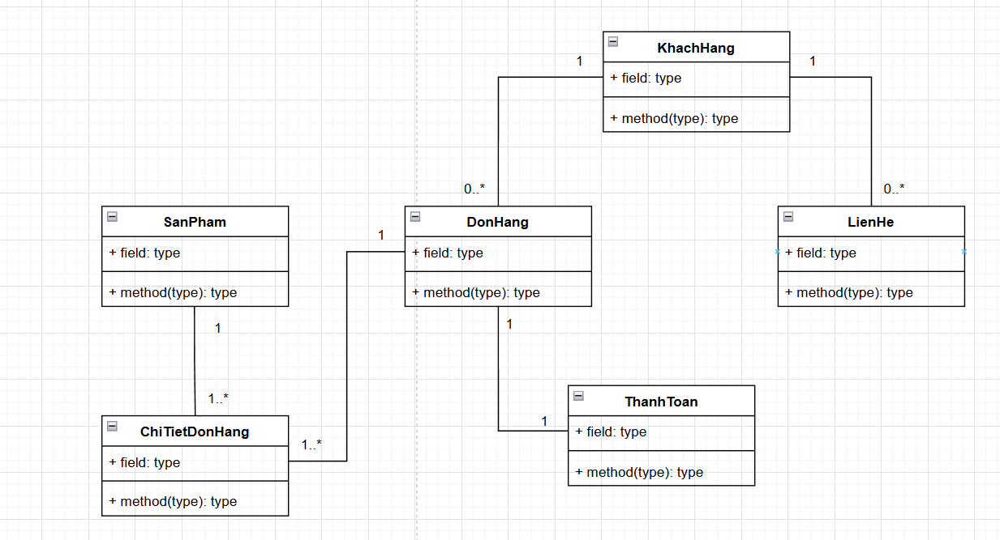 KhachHang
+ field: type
+ method(type): type
1
1
0..*
0..*
SanPham
+ field: type
+ method(type): type
DonHang
+ field: type
+ method(type): type
LienHe
+ field: type
+ method(type): type
1
1
1
1..*
1..*
1
ChiTietDonHang
+ field: type
+ method(type): type
ThanhToan
+ field: type
+ method(type): type